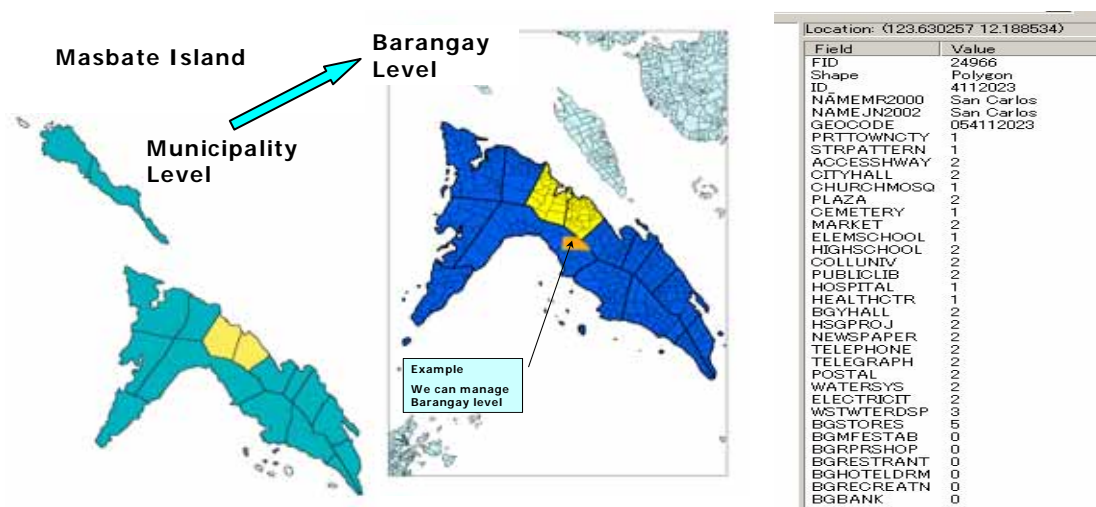 Masbate Island
Barangay
Level
Municipality
Level
Example
We can manage
Barangay level
Location: (123.630257 12.188534)
Field Value
FID 24966
Shape Polygon
ID_ 4112023
NAMEMR2000 San Carlos
NAMEJN2002 San Carlos
GEOCODE 054112023
PRTTOWNCTY 1
STRPATTERN 1
ACCESSHWAY 2
CITYHALL 2
CHURCHMOSQ 1
PLAZA 2
CEMETERY 1
MARKET 2
ELEMSCHOOL 1
HIGHSCHOOL 2
COLLUNIV 2
PUBLICLIB 2
HOSPITAL 1
HEALTHCTR 1
BGYHALL 2
HSGPROJ 2
NEWSPAPER 2
TELEPHONE 2
TELEGRAPH 2
POSTAL 2
WATERSYS 2
ELECTRICIT 2
WSTWTERDSP 3
BGSTORES 5
BGMFESTAB 0
BGRPRSHOP 0
BGRESTRANT 0
BGHOTELDRM 0
BGRECREATN 0
BGBANK 0